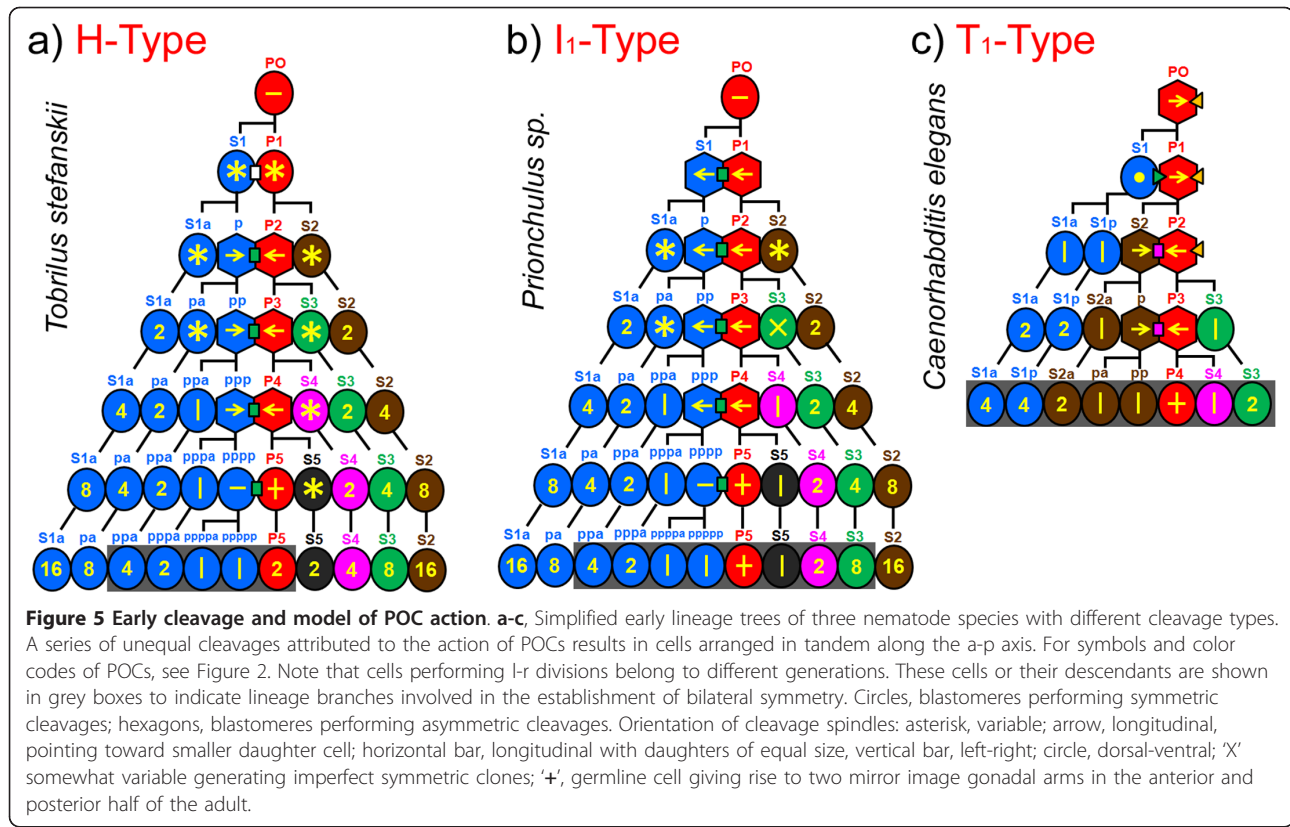 a) H-Type
Tobrilus stefanskii
PO
S1 P1
S1a p P2 S2
S1a pa pp P3 S3 S2
2 2
S1a pa ppa ppp P4 S4 S3 S2
4 2 2 4
S1a pa ppa pppa pppp P5 S5 S4 S3 S2
8 4 2 + 2 4 8
S1a pa ppa pppa ppppa ppppp P5 S5 S4 S3 S2
16 8 4 2 2 2 4 8 16
b) I1-Type
Prionchulus sp.
PO
S1 P1
S1a p P2 S2
S1a pa pp P3 S3 S2
2 × 2
S1a pa ppa ppp P4 S4 S3 S2
4 2 2 4
S1a pa ppa pppa pppp P5 S5 S4 S3 S2
8 4 2 + 2 4 8
S1a pa ppa pppa ppppa ppppp P5 S5 S4 S3 S2
16 8 4 2 + 2 8 16
c) T1-Type
Caenorhabditis elegans
PO
S1 P1
S1a S1p S2 P2
S1a S1p S2a p P3 S3
2 2
S1a S1p S2a pa pp P4 S4 S3
4 4 2 + 2
Figure 5 Early cleavage and model of POC action. a-c, Simplified early lineage trees of three nematode species with different cleavage types.
A series of unequal cleavages attributed to the action of POCs results in cells arranged in tandem along the a-p axis. For symbols and color
codes of POCs, see Figure 2. Note that cells performing l-r divisions belong to different generations. These cells or their descendants are shown
in grey boxes to indicate lineage branches involved in the establishment of bilateral symmetry. Circles, blastomeres performing symmetric
cleavages; hexagons, blastomeres performing asymmetric cleavages. Orientation of cleavage spindles: asterisk, variable; arrow, longitudinal,
pointing toward smaller daughter cell; horizontal bar, longitudinal with daughters of equal size, vertical bar, left-right; circle, dorsal-ventral; 'X'
somewhat variable generating imperfect symmetric clones; '+', germline cell giving rise to two mirror image gonadal arms in the anterior and
posterior half of the adult.